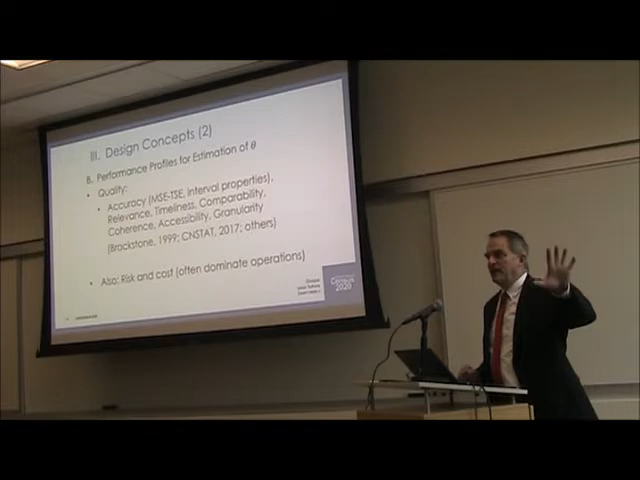 III. Design Concepts (2)
B. Performance Profiles for Estimation of θ
• Quality:
• Accuracy (MSE-TSE, interval properties),
Relevance, Timeliness, Comparability,
Coherence, Accessibility, Granularity
(Brackstone, 1999; CNSTAT, 2017; others)
• Also: Risk and cost (often dominate operations)
Census
2020